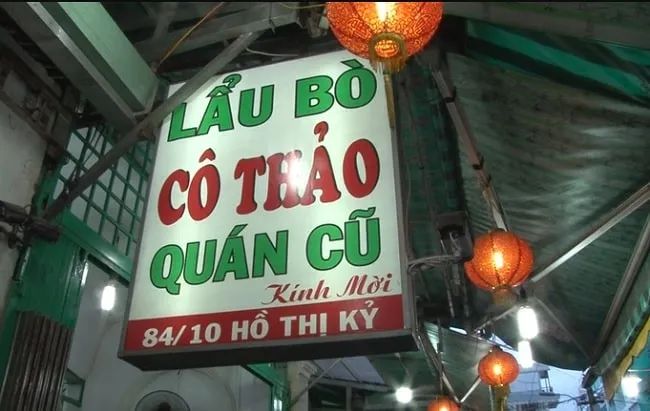 LẨU BÒ
CÔ THẢO
QUÁN CŨ
Kính Mời
84/10 HỒ THỊ KỶ